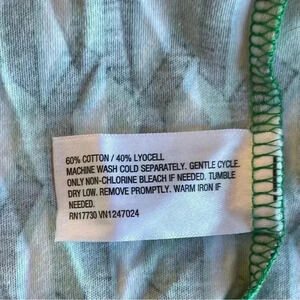 60% COTTON / 40% LYOCELL
MACHINE WASH COLD SEPARATELY. GENTLE CYCLE.
ONLY NON-CHLORINE BLEACH IF NEEDED. TUMBLE
DRY LOW. REMOVE PROMPTLY. WARM IRON IF
NEEDED.
RN17730 VN1247024